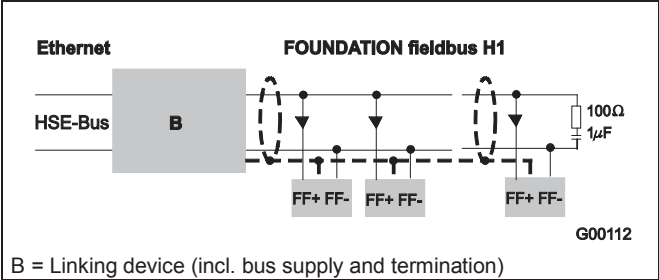 Ethernet FOUNDATION fieldbus H1
HSE-Bus B 100Ω
1µF
FF+ FF- FF+ FF- FF+ FF-
G00112
B = Linking device (incl. bus supply and termination)